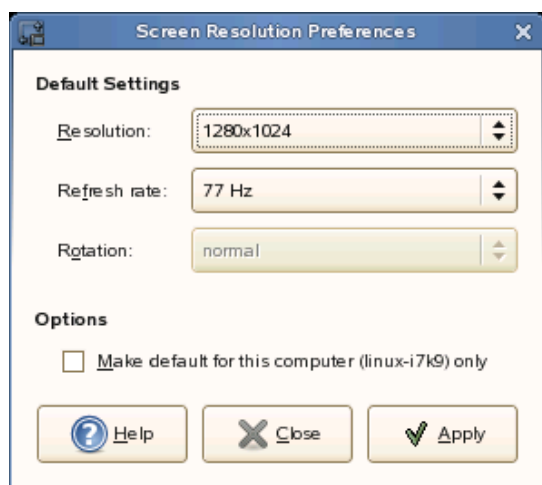 Screen Resolution Preferences
Default Settings
Resolution: 1280x1024
Refresh rate: 77 Hz
Rotation: normal
Options
Make default for this computer (linux-i7k9) only
Help Close Apply